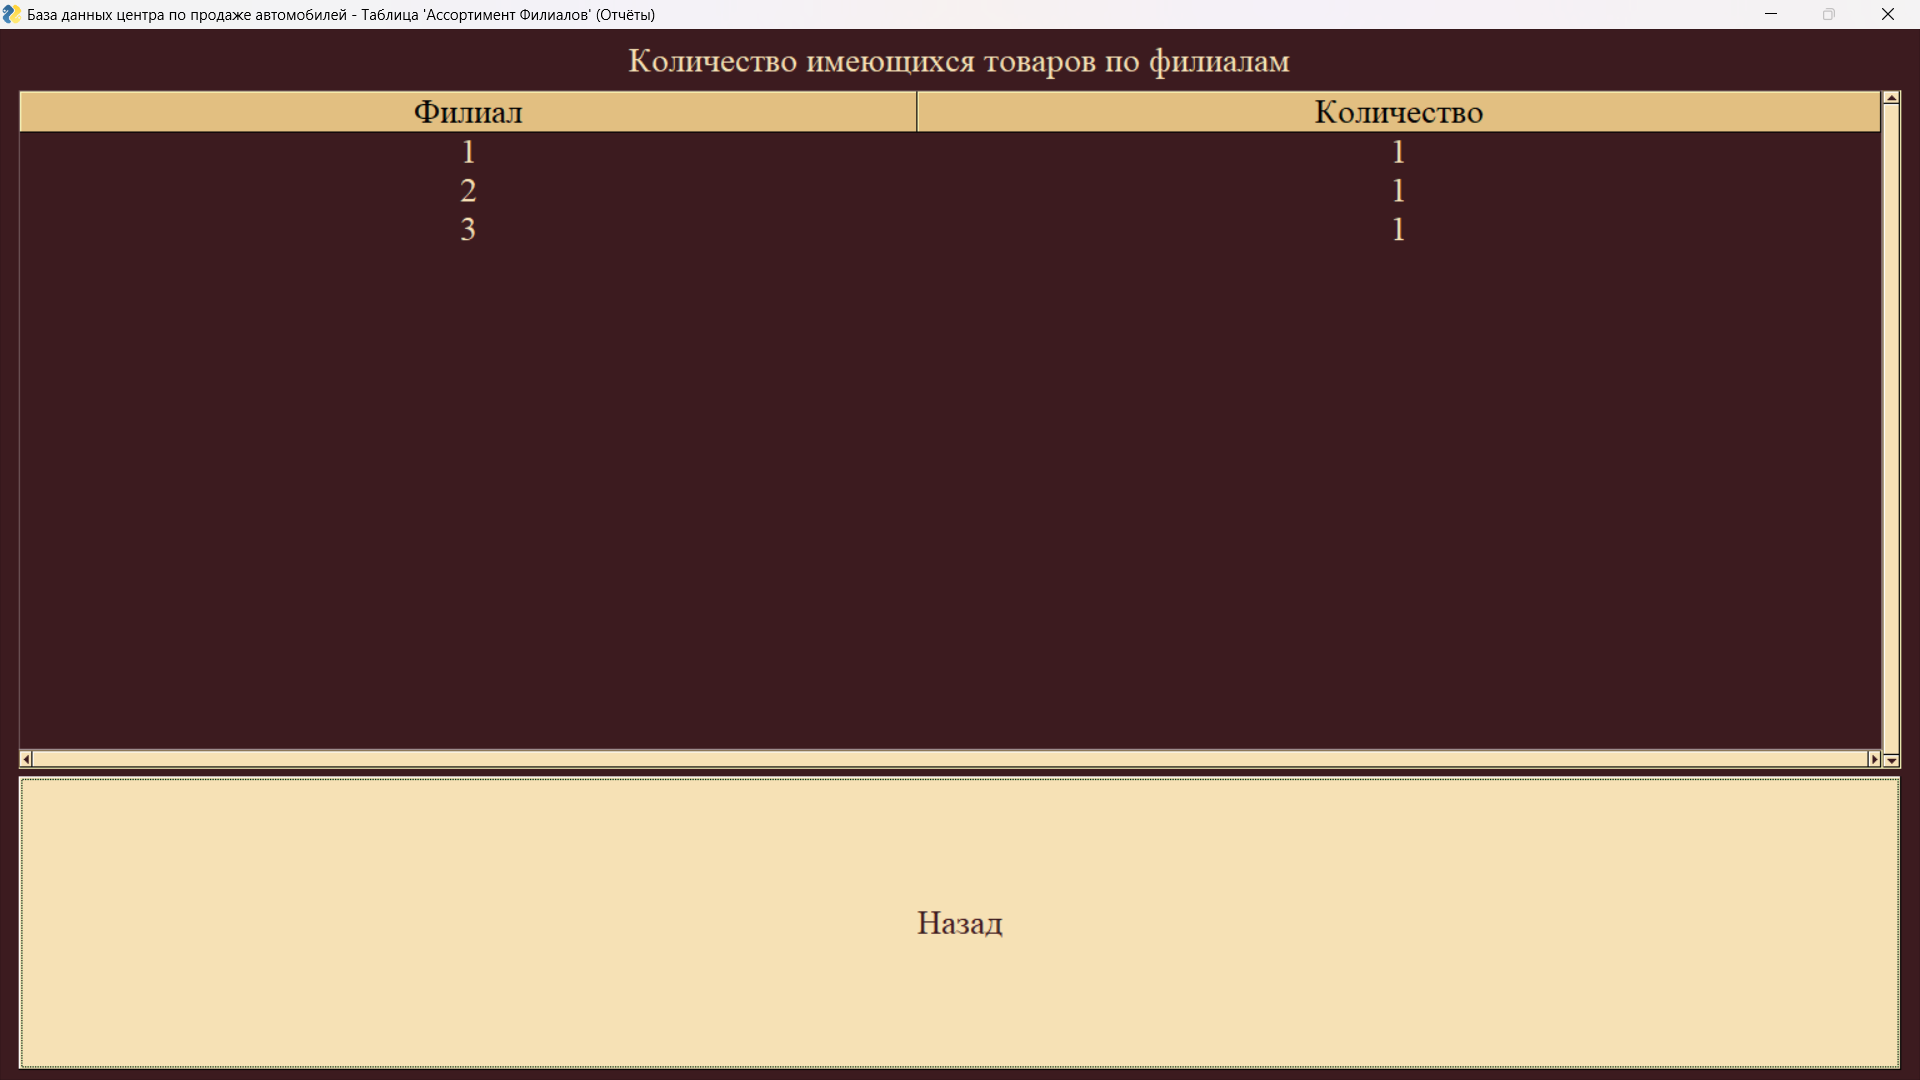 База данных центра по продаже автомобилей - Таблица 'Ассортимент Филиалов' (Отчёты)
Количество имеющихся товаров по филиалам
Филиал Количество
1 1
2 1
3 1
Назад